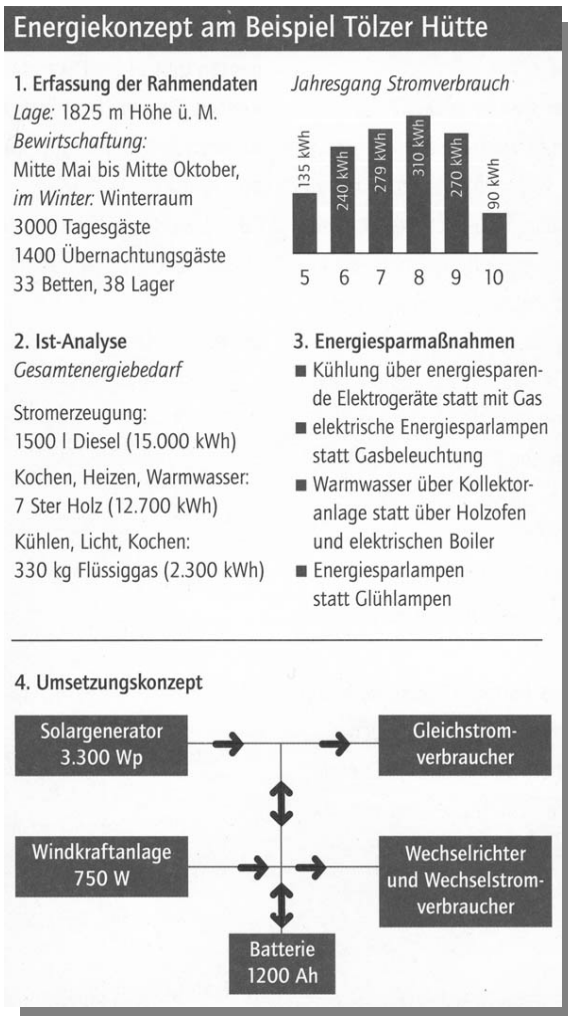 Energiekonzept am Beispiel Tölzer Hütte
1. Erfassung der Rahmendaten
Lage: 1825 m Höhe ü. M.
Bewirtschaftung:
Mitte Mai bis Mitte Oktober,
im Winter: Winterraum
3000 Tagesgäste
1400 Übernachtungsgäste
33 Betten, 38 Lager
Jahresgang Stromverbrauch
135 kWh
240 kWh
279 kWh
310 kWh
270 kWh
90 kWh
5 6 7 8 9 10
2. Ist-Analyse
Gesamtenergiebedarf
Stromerzeugung:
1500 l Diesel (15.000 kWh)
Kochen, Heizen, Warmwasser:
7 Ster Holz (12.700 kWh)
Kühlen, Licht, Kochen:
330 kg Flüssiggas (2.300 kWh)
3. Energiesparmaßnahmen
■ Kühlung über energiesparen-
de Elektrogeräte statt mit Gas
■ elektrische Energiesparlampen
statt Gasbeleuchtung
■ Warmwasser über Kollektor-
anlage statt über Holzofen
und elektrischen Boiler
■ Energiesparlampen
statt Glühlampen
4. Umsetzungskonzept
Solargenerator
3.300 Wp
Gleichstrom-
verbraucher
Windkraftanlage
750 W
Wechselrichter
und Wechselstrom-
verbraucher
Batterie
1200 Ah